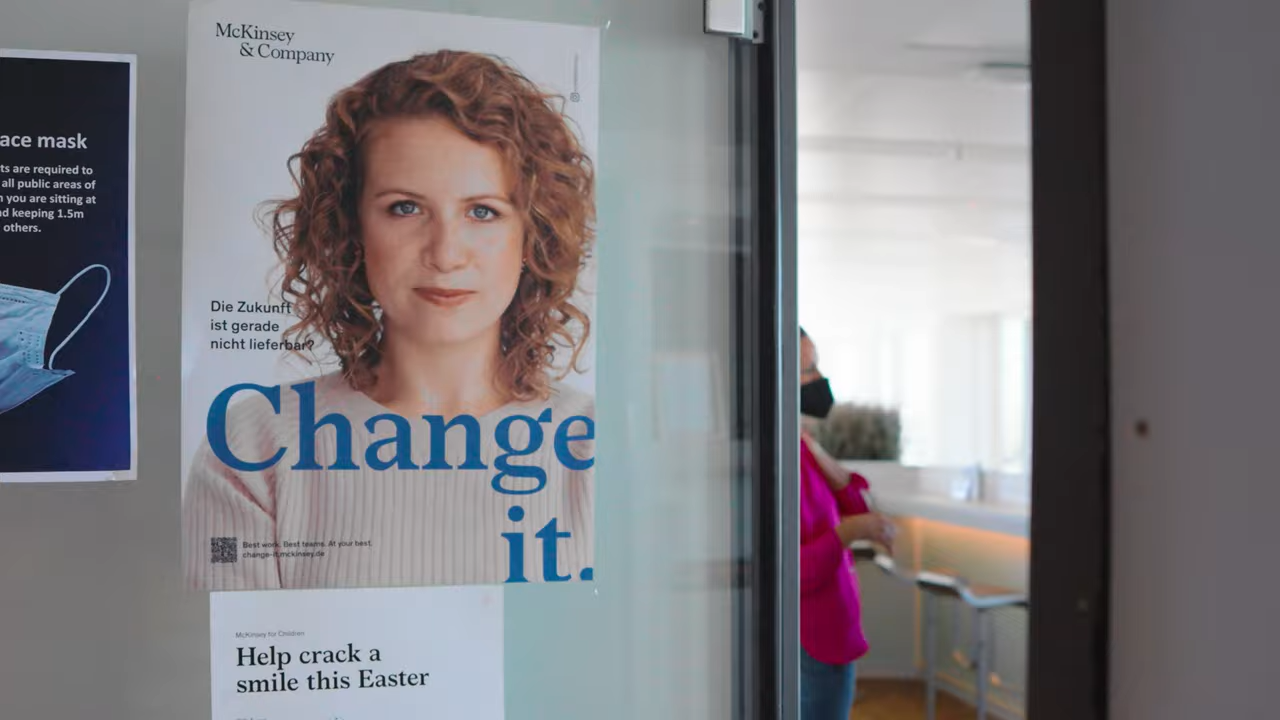 ace mask
ts are required to
all public areas of
n you are sitting at
nd keeping 1.5m
others.
McKinsey
& Company
Die Zukunft
ist gerade
nicht lieferbar?
Change
it.
Best work. Best teams. At your best.
change-it.mckinsey.de
McKinsey for Children
Help crack a
smile this Easter